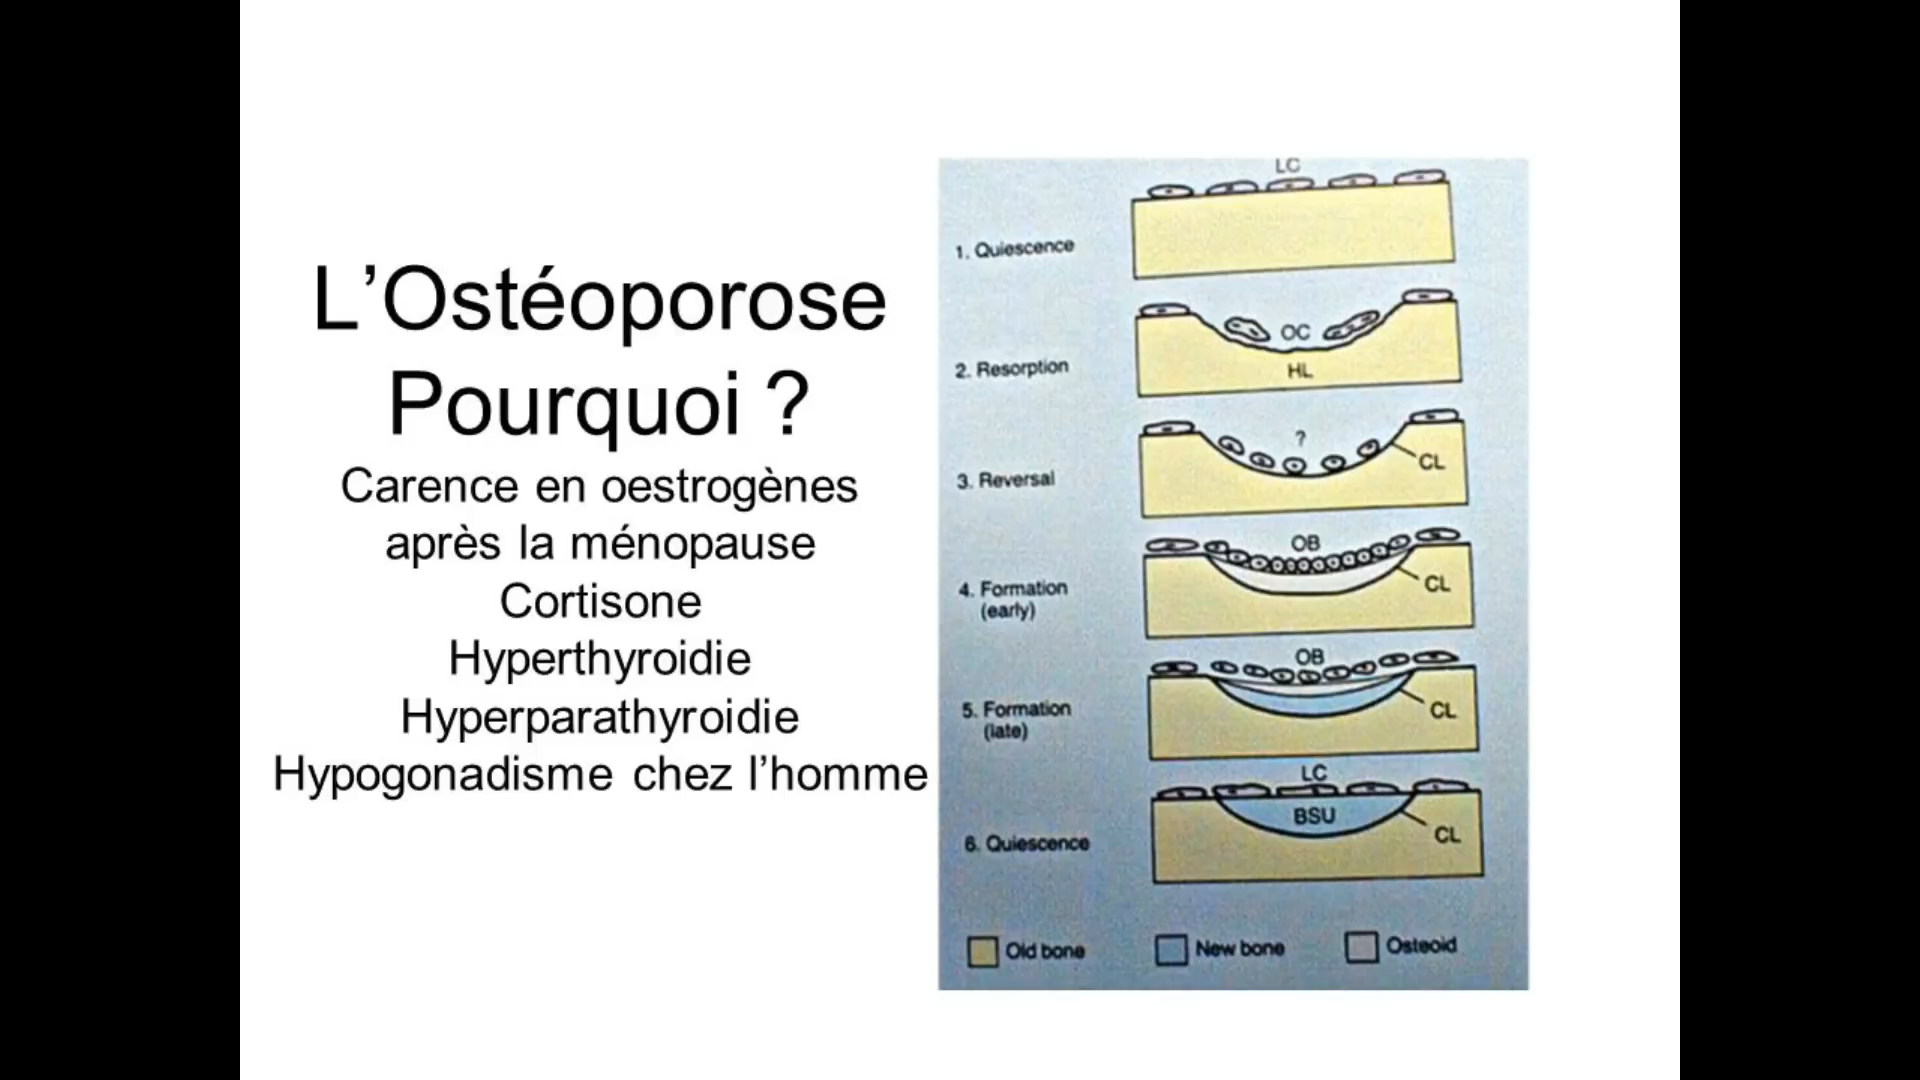 L’Ostéoporose
Pourquoi ?
Carence en oestrogènes
après la ménopause
Cortisone
Hyperthyroidie
Hyperparathyroidie
Hypogonadisme chez l’homme
LC
1. Quiescence
OC
2. Resorption
HL
?
3. Reversal
CL
OB
4. Formation
(early)
CL
OB
5. Formation
(late)
CL
LC
BSU
6. Quiescence
CL
Old bone
New bone
Osteoid